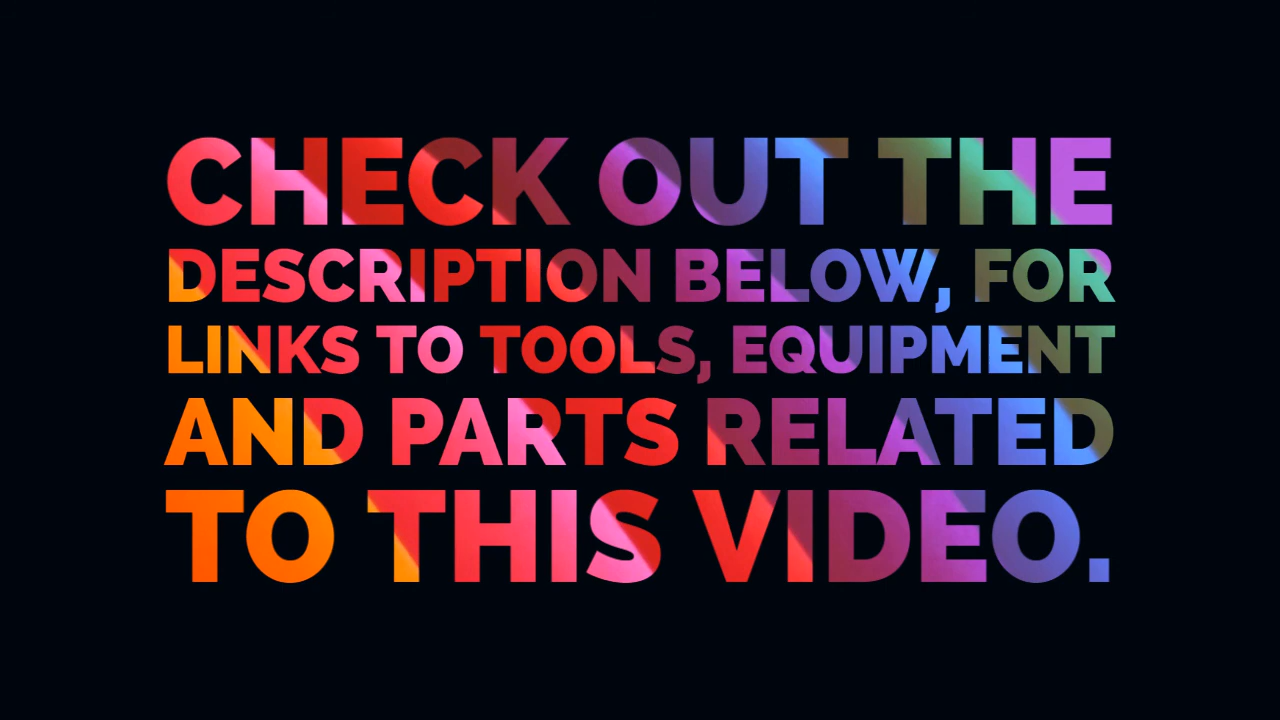 CHECK OUT THE
DESCRIPTION BELOW, FOR
LINKS TO TOOLS, EQUIPMENT
AND PARTS RELATED
TO THIS VIDEO.